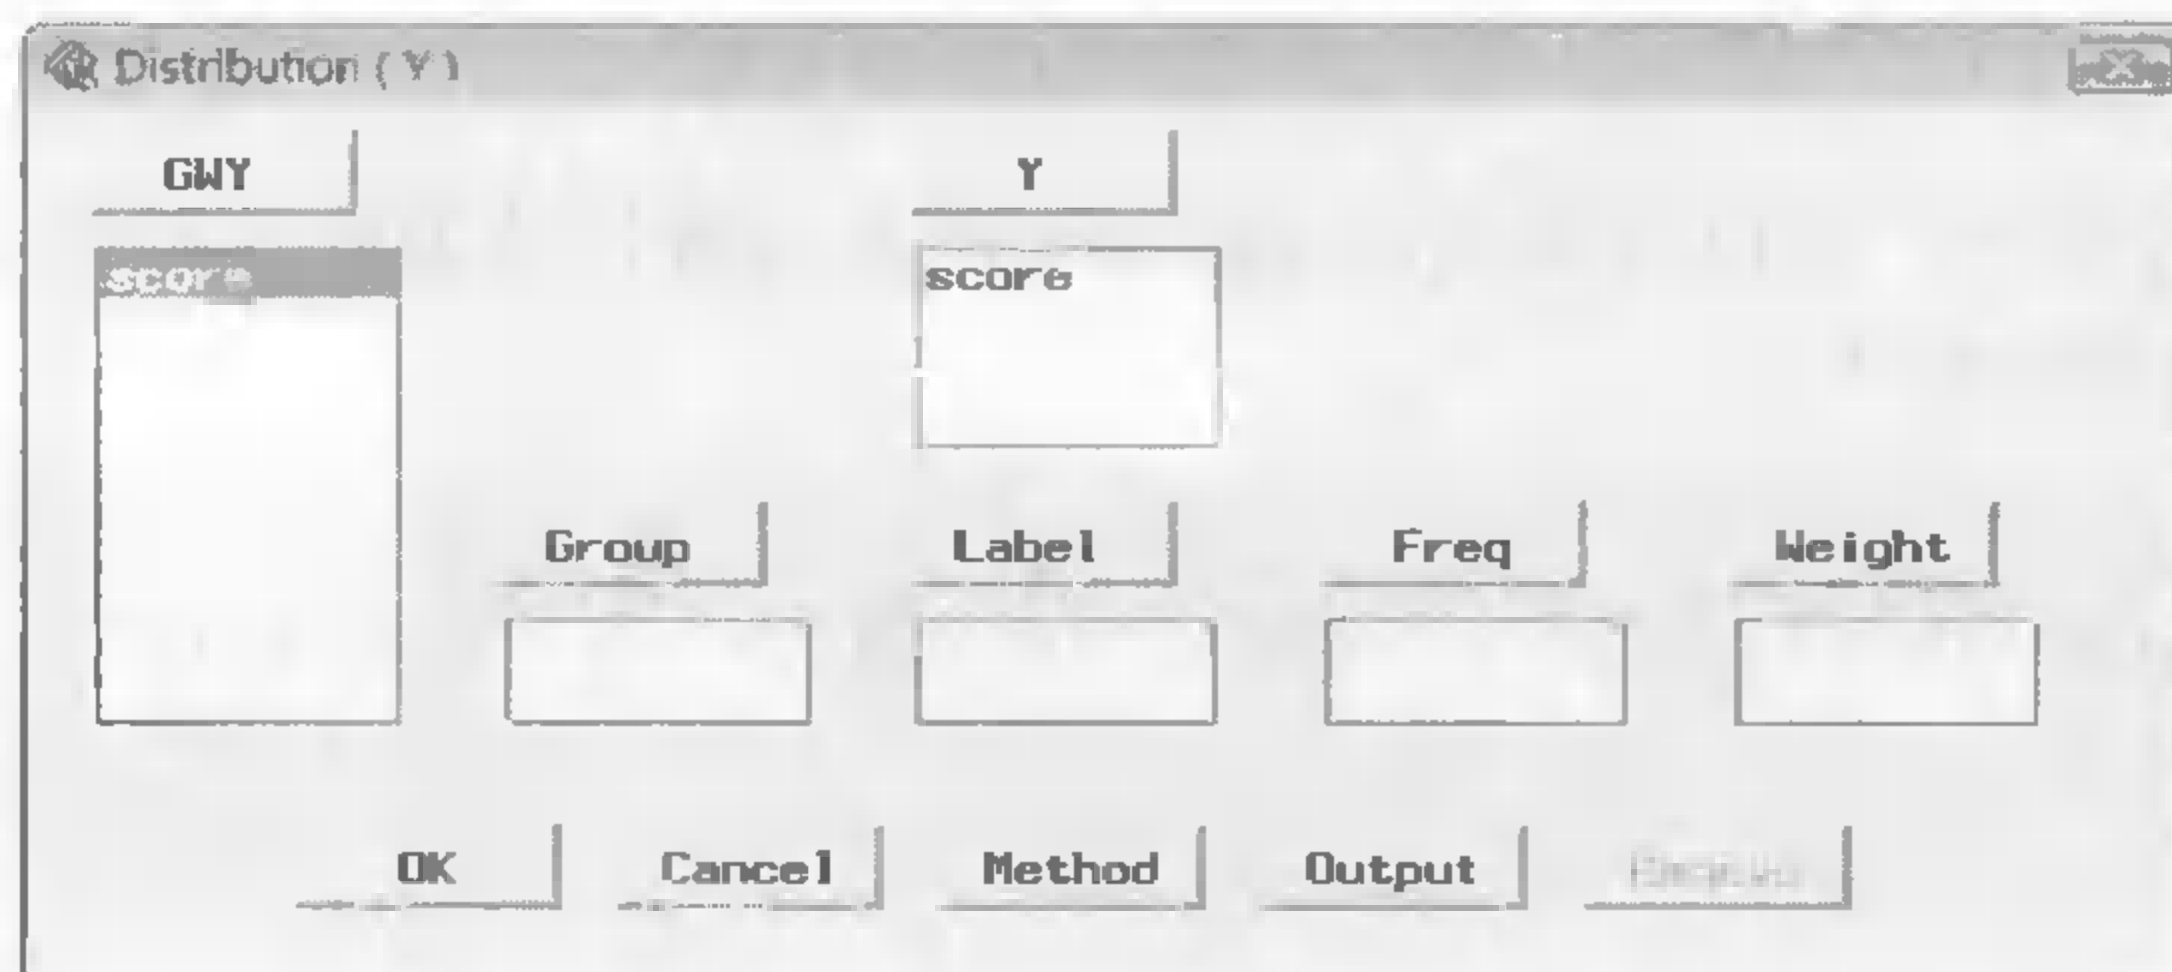 Distribution ( Y )
GWY Y
score score
Group Label Freq Weight
OK Cancel Method Output